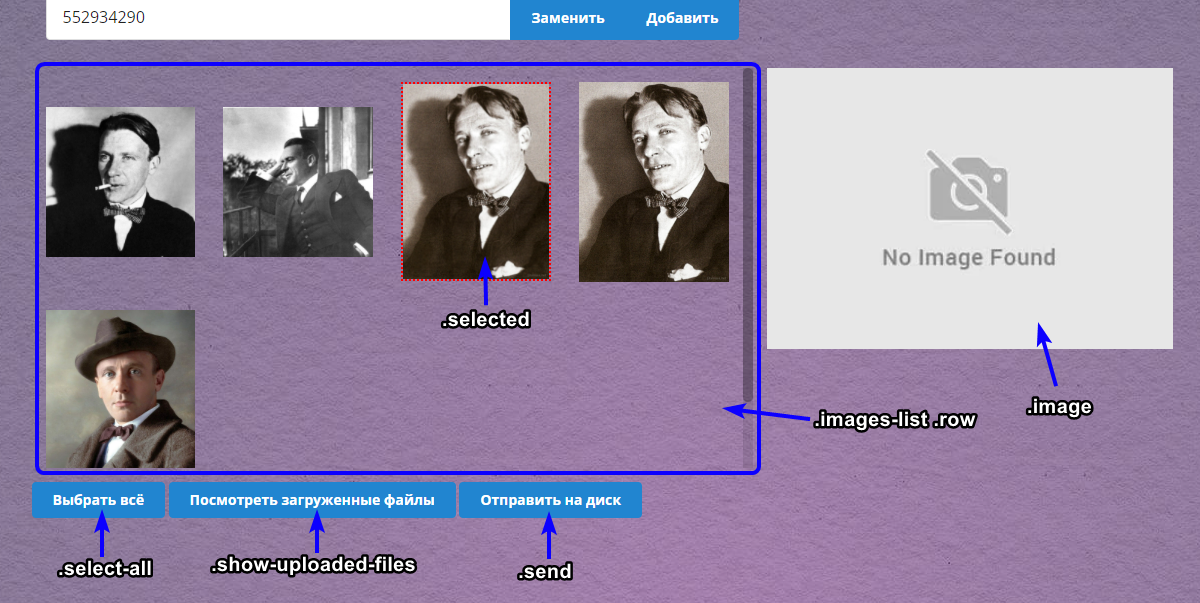 552934290
Заменить
Добавить
No Image Found
.selected
.image
.images-list .row
Выбрать всё
Посмотреть загруженные файлы
Отправить на диск
.select-all
.show-uploaded-files
.send